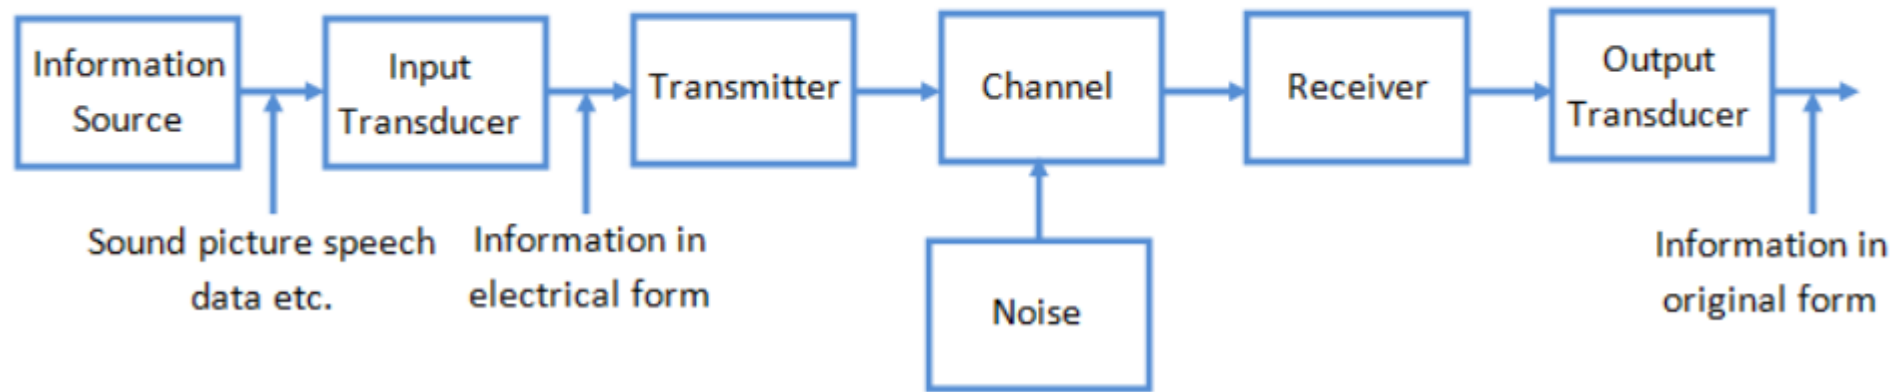 Information
Source
Input
Transducer
Transmitter
Channel
Receiver
Output
Transducer
Sound picture speech
data etc.
Information in
electrical form
Noise
Information in
original form